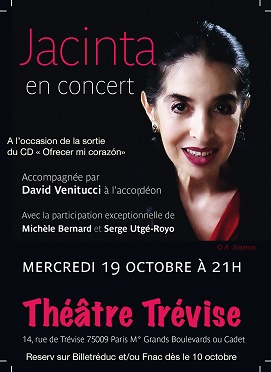 Jacinta
en concert
A l'occasion de la sortie
du CD « Ofrecer mi corazón»
Accompagnée par
David Venitucci à l'accordéon
Avec la participation exceptionnelle de
Michèle Bernard et Serge Utgé-Royo
© A. Solymos
MERCREDI 19 OCTOBRE À 21H
Théâtre Trévise
14, rue de Trévise 75009 Paris M° Grands Boulevards ou Cadet
Reserv sur Billetréduc et/ou Fnac dès le 10 octobre